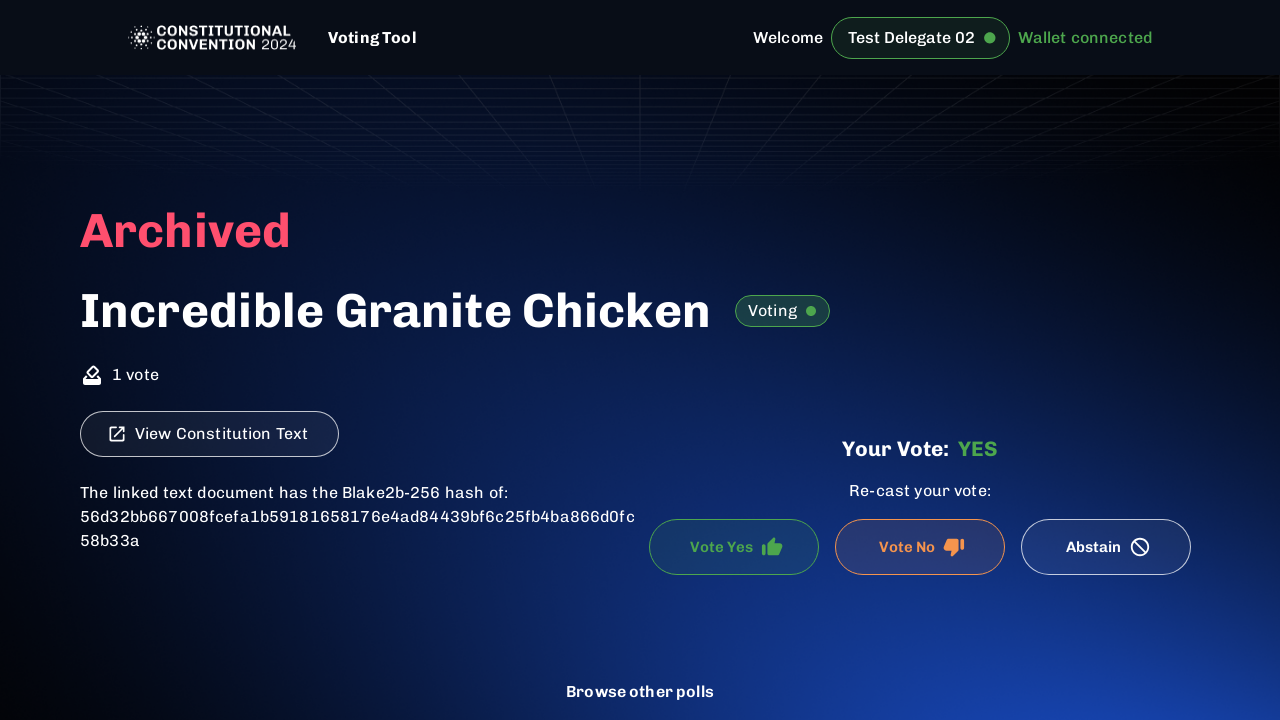 CONSTITUTIONAL
CONVENTION 2024
Voting Tool
Welcome
Test Delegate 02
Wallet connected
Archived
Incredible Granite Chicken
Voting
1 vote
View Constitution Text
The linked text document has the Blake2b-256 hash of:
56d32bb667008fcefa1b59181658176e4ad84439bf6c25fb4ba866d0fc
58b33a
Your Vote: YES
Re-cast your vote:
Vote Yes
Vote No
Abstain
Browse other polls